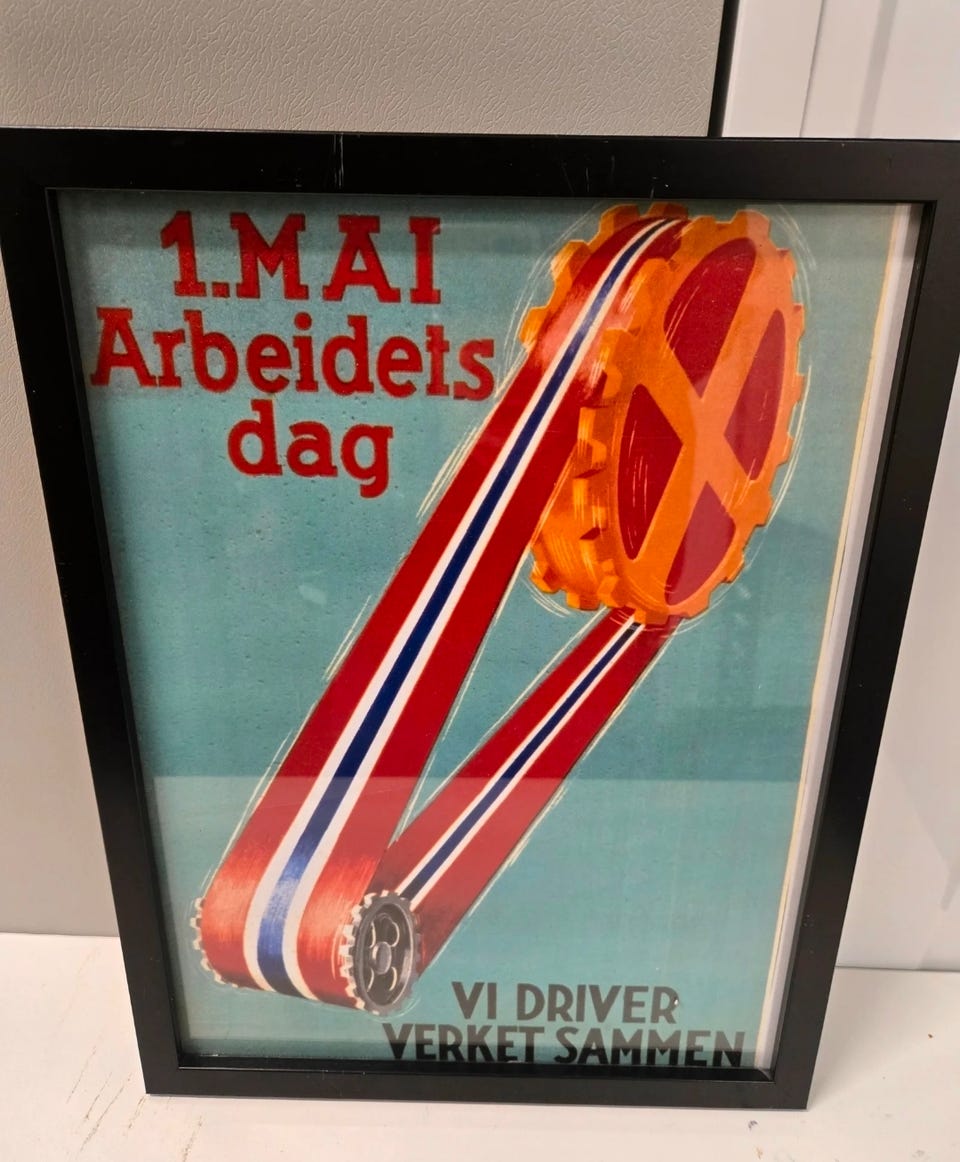 1. MAI
Arbeidets
dag
VI DRIVER
VERKET SAMMEN